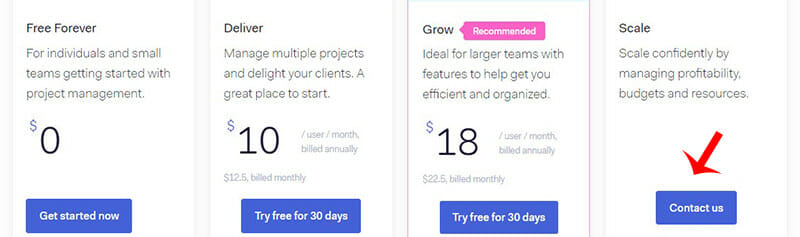 Free Forever
For individuals and small
teams getting started with
project management.
$0
Get started now
Deliver
Manage multiple projects
and delight your clients. A
great place to start.
$10 / user / month,
billed annually
$12.5, billed monthly
Try free for 30 days
Grow Recommended
Ideal for larger teams with
features to help get you
efficient and organized.
$18 / user / month,
billed annually
$22.5, billed monthly
Try free for 30 days
Scale
Scale confidently by
managing profitability,
budgets and resources.
Contact us